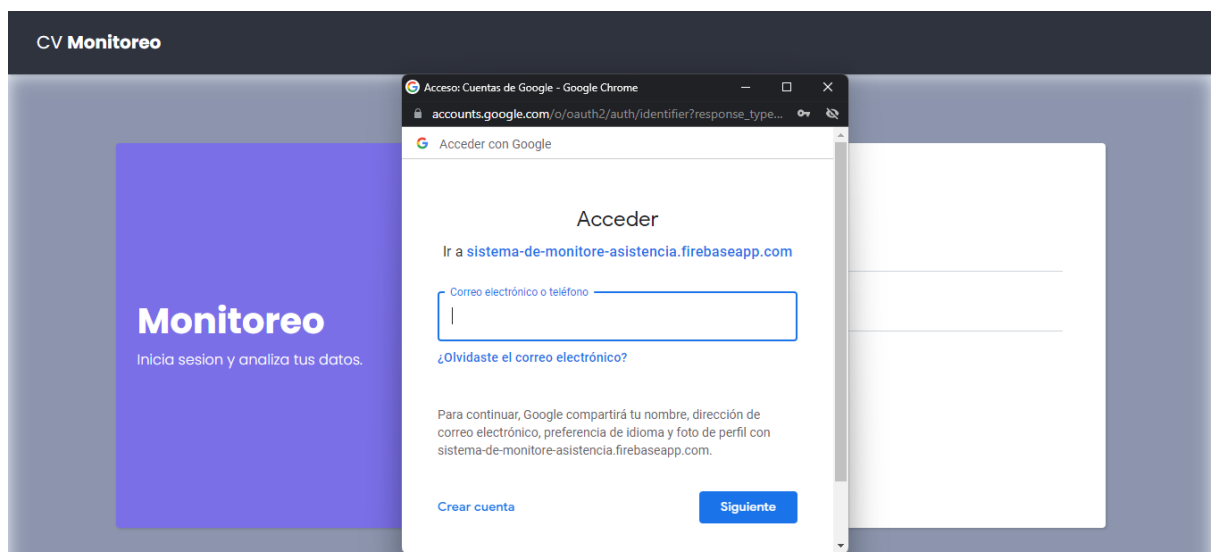 CV Monitoreo
Acceso: Cuentas de Google - Google Chrome
accounts.google.com/o/oauth2/auth/identifier?response_type...
Acceder con Google
Acceder
Ir a sistema-de-monitore-asistencia.firebaseapp.com
Correo electrónico o teléfono
¿Olvidaste el correo electrónico?
Para continuar, Google compartirá tu nombre, dirección de
correo electrónico, preferencia de idioma y foto de perfil con
sistema-de-monitore-asistencia.firebaseapp.com.
Crear cuenta
Siguiente
Monitoreo
Inicia sesion y analiza tus datos.